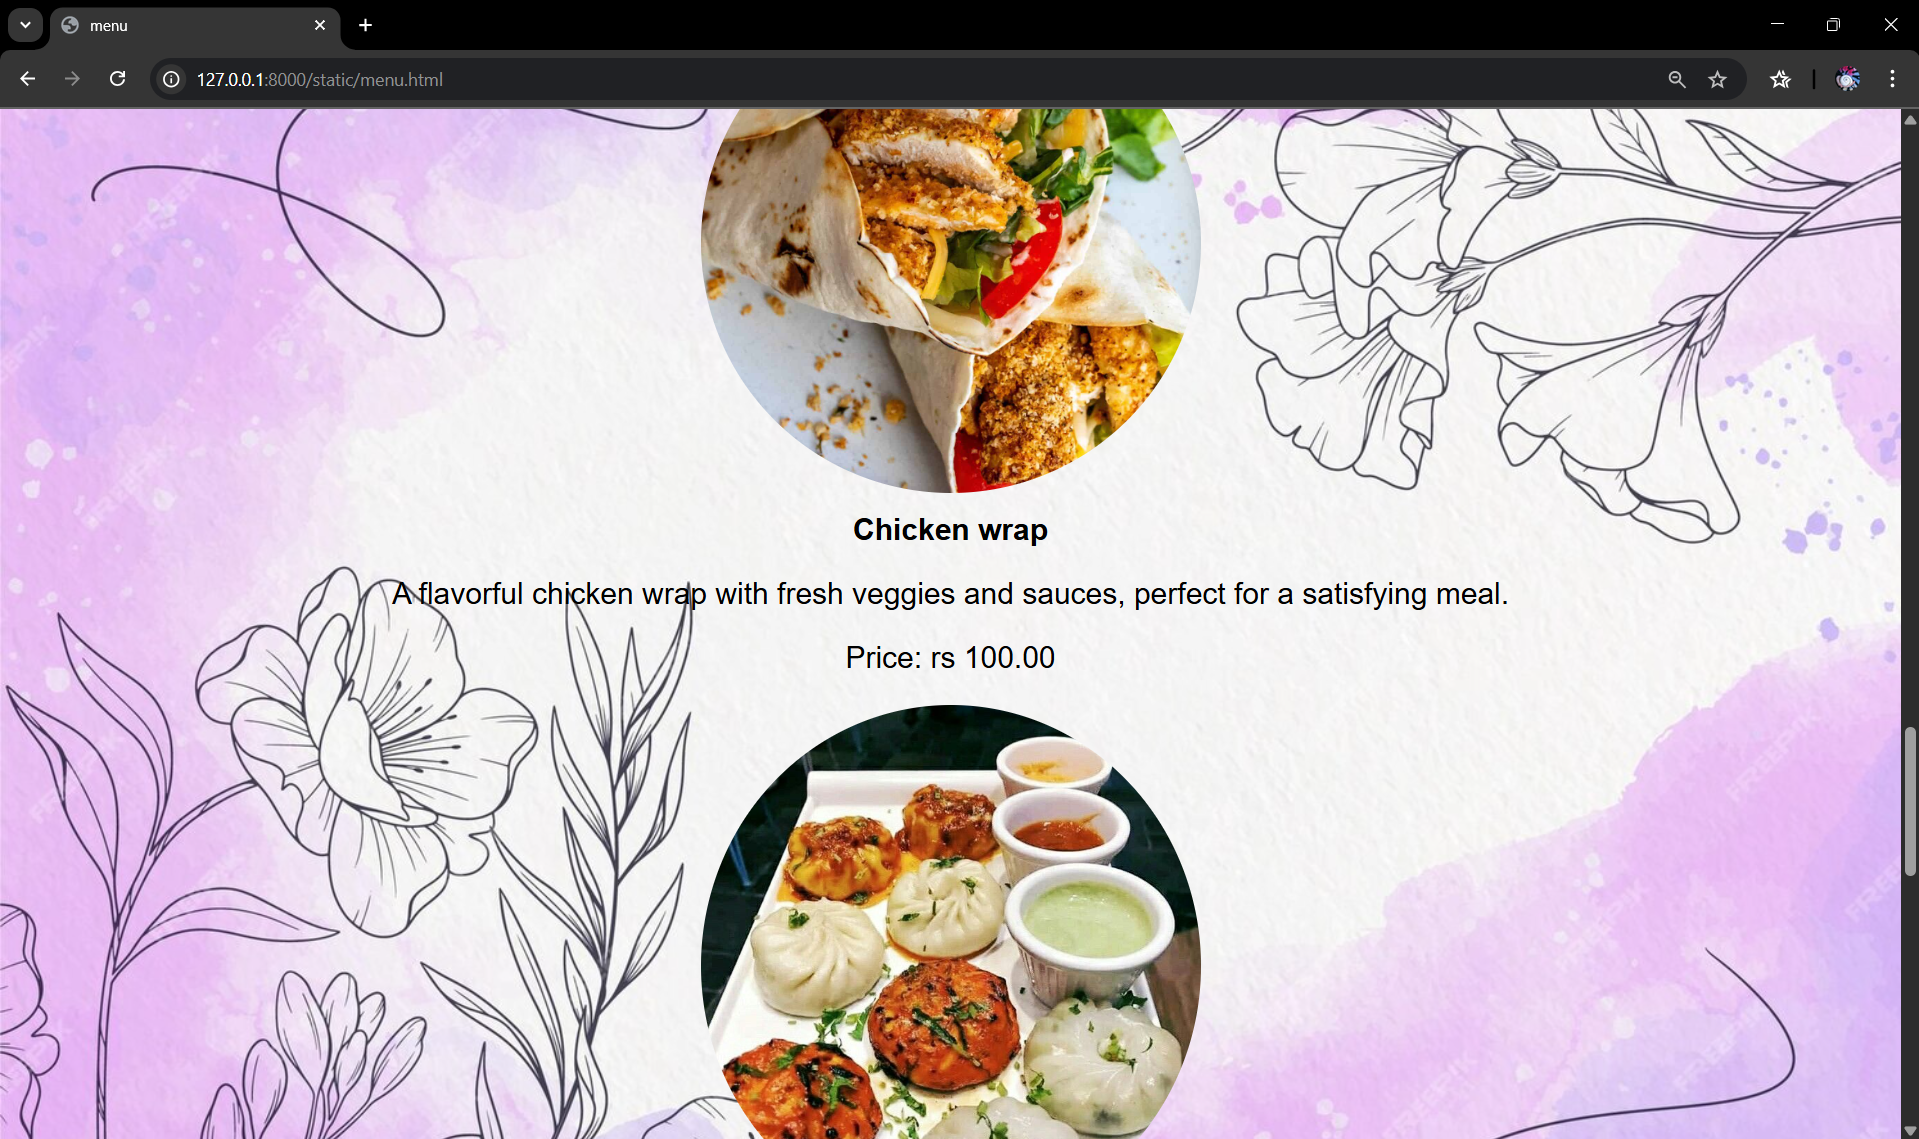 menu
127.0.0.1:8000/static/menu.html
Chicken wrap
A flavorful chicken wrap with fresh veggies and sauces, perfect for a satisfying meal.
Price: rs 100.00